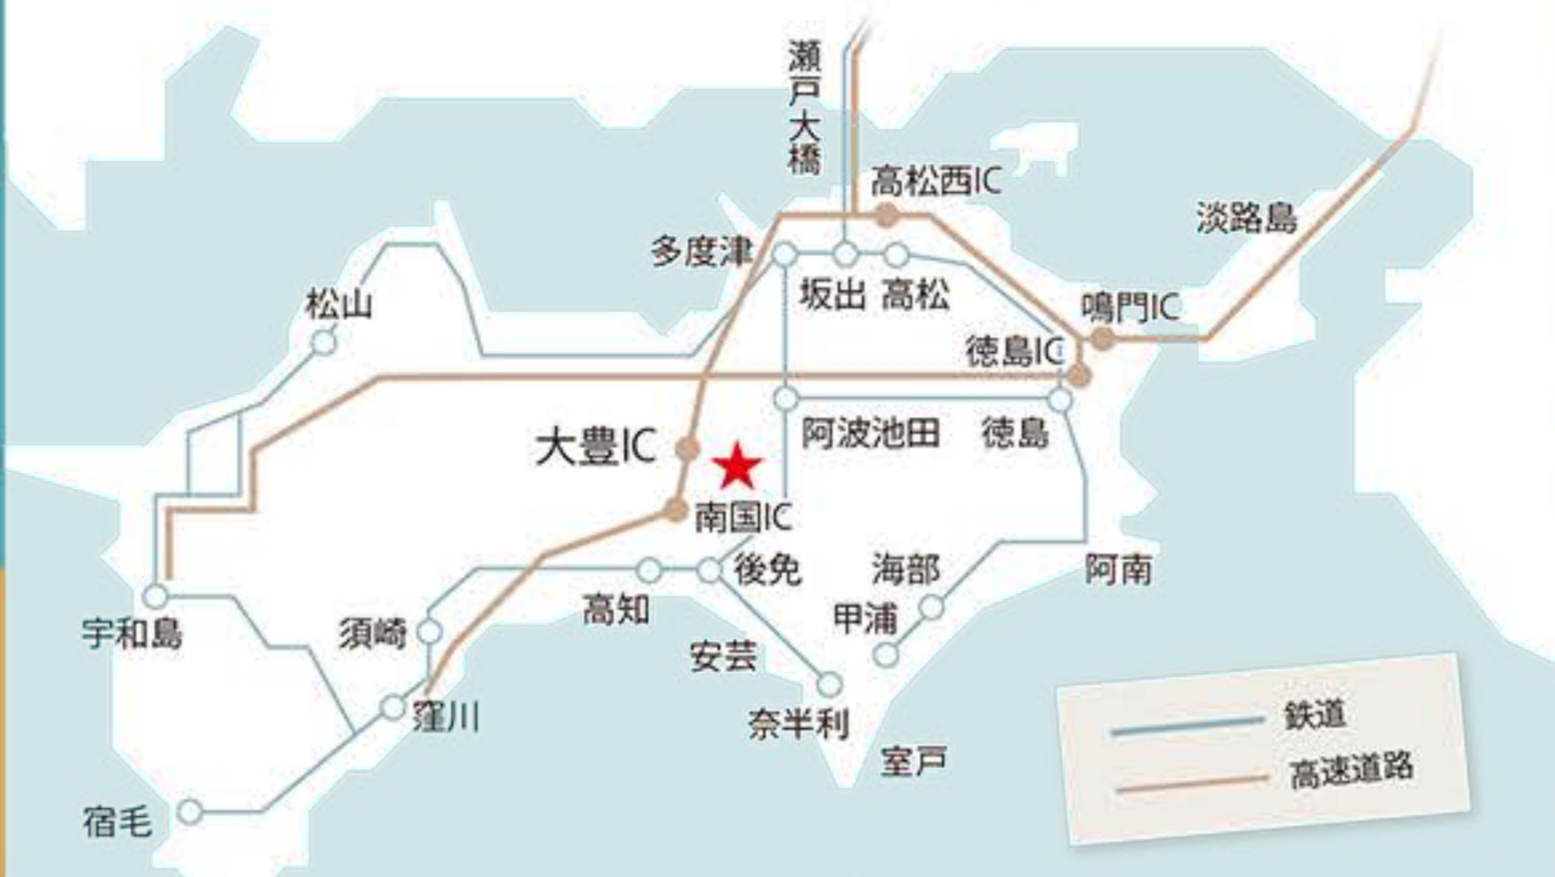 瀬戸大橋
高松西IC
淡路島
多度津
坂出
高松
鳴門IC
松山
徳島IC
大豊IC
阿波池田
徳島
南国IC
後免
海部
阿南
高知
甲浦
宇和島
須崎
安芸
窪川
奈半利
室戸
宿毛
鉄道
高速道路